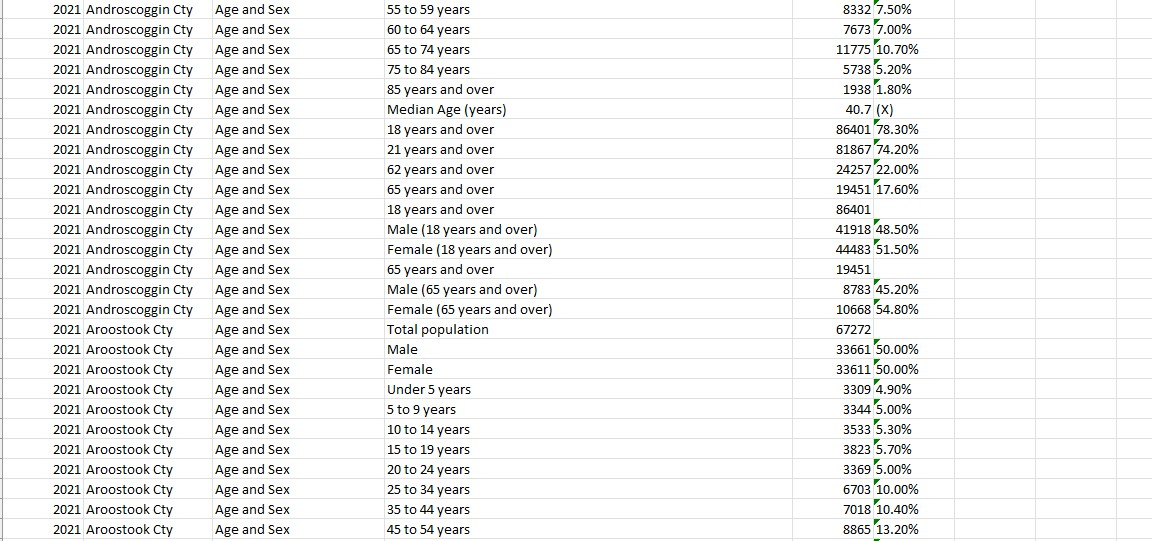 2021 Androscoggin Cty Age and Sex 55 to 59 years 8332 7.50%
2021 Androscoggin Cty Age and Sex 60 to 64 years 7673 7.00%
2021 Androscoggin Cty Age and Sex 65 to 74 years 11775 10.70%
2021 Androscoggin Cty Age and Sex 75 to 84 years 5738 5.20%
2021 Androscoggin Cty Age and Sex 85 years and over 1938 1.80%
2021 Androscoggin Cty Age and Sex Median Age (years) 40.7 (X)
2021 Androscoggin Cty Age and Sex 18 years and over 86401 78.30%
2021 Androscoggin Cty Age and Sex 21 years and over 81867 74.20%
2021 Androscoggin Cty Age and Sex 62 years and over 24257 22.00%
2021 Androscoggin Cty Age and Sex 65 years and over 19451 17.60%
2021 Androscoggin Cty Age and Sex 18 years and over 86401
2021 Androscoggin Cty Age and Sex Male (18 years and over) 41918 48.50%
2021 Androscoggin Cty Age and Sex Female (18 years and over) 44483 51.50%
2021 Androscoggin Cty Age and Sex 65 years and over 19451
2021 Androscoggin Cty Age and Sex Male (65 years and over) 8783 45.20%
2021 Androscoggin Cty Age and Sex Female (65 years and over) 10668 54.80%
2021 Aroostook Cty Age and Sex Total population 67272
2021 Aroostook Cty Age and Sex Male 33661 50.00%
2021 Aroostook Cty Age and Sex Female 33611 50.00%
2021 Aroostook Cty Age and Sex Under 5 years 3309 4.90%
2021 Aroostook Cty Age and Sex 5 to 9 years 3344 5.00%
2021 Aroostook Cty Age and Sex 10 to 14 years 3533 5.30%
2021 Aroostook Cty Age and Sex 15 to 19 years 3823 5.70%
2021 Aroostook Cty Age and Sex 20 to 24 years 3369 5.00%
2021 Aroostook Cty Age and Sex 25 to 34 years 6703 10.00%
2021 Aroostook Cty Age and Sex 35 to 44 years 7018 10.40%
2021 Aroostook Cty Age and Sex 45 to 54 years 8865 13.20%